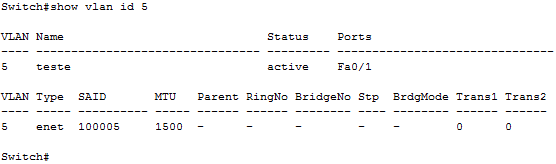 Switch#show vlan id 5
VLAN Name                             Status    Ports
---- -------------------------------- --------- -------------------------------
5    teste                            active    Fa0/1
VLAN Type  SAID       MTU   Parent RingNo BridgeNo Stp  BrdgMode Trans1 Trans2
---- ----- ---------- ----- ------ ------ -------- ---- -------- ------ ------
5    enet  100005     1500  -      -      -        -    -        0      0
Switch#